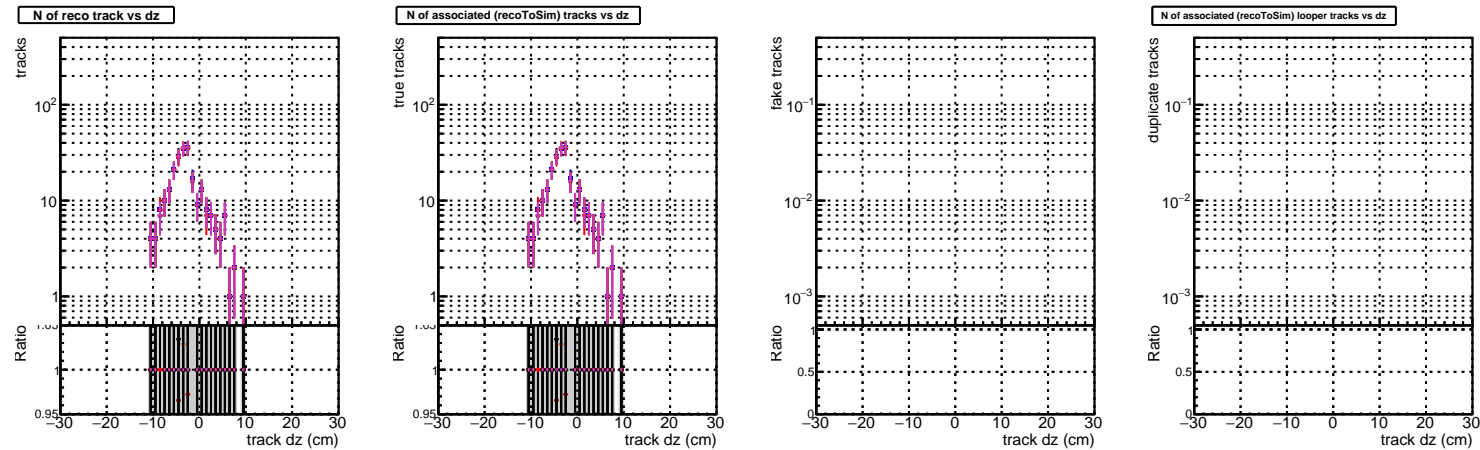 N of reco track vs dz
tracks
10²
10
1
Ratio
1.05
1
0.95
−30 −20 −10 0 10 20 30
track dz (cm)
N of associated (recoToSim) tracks vs dz
true tracks
10²
10
1
Ratio
1.05
1
0.95
−30 −20 −10 0 10 20 30
track dz (cm)
fake tracks
10⁻¹
10⁻²
10⁻³
Ratio
1
0.5
0
−30 −20 −10 0 10 20 30
track dz (cm)
N of associated (recoToSim) looper tracks vs dz
duplicate tracks
10⁻¹
10⁻²
10⁻³
Ratio
1
0.5
0
−30 −20 −10 0 10 20 30
track dz (cm)